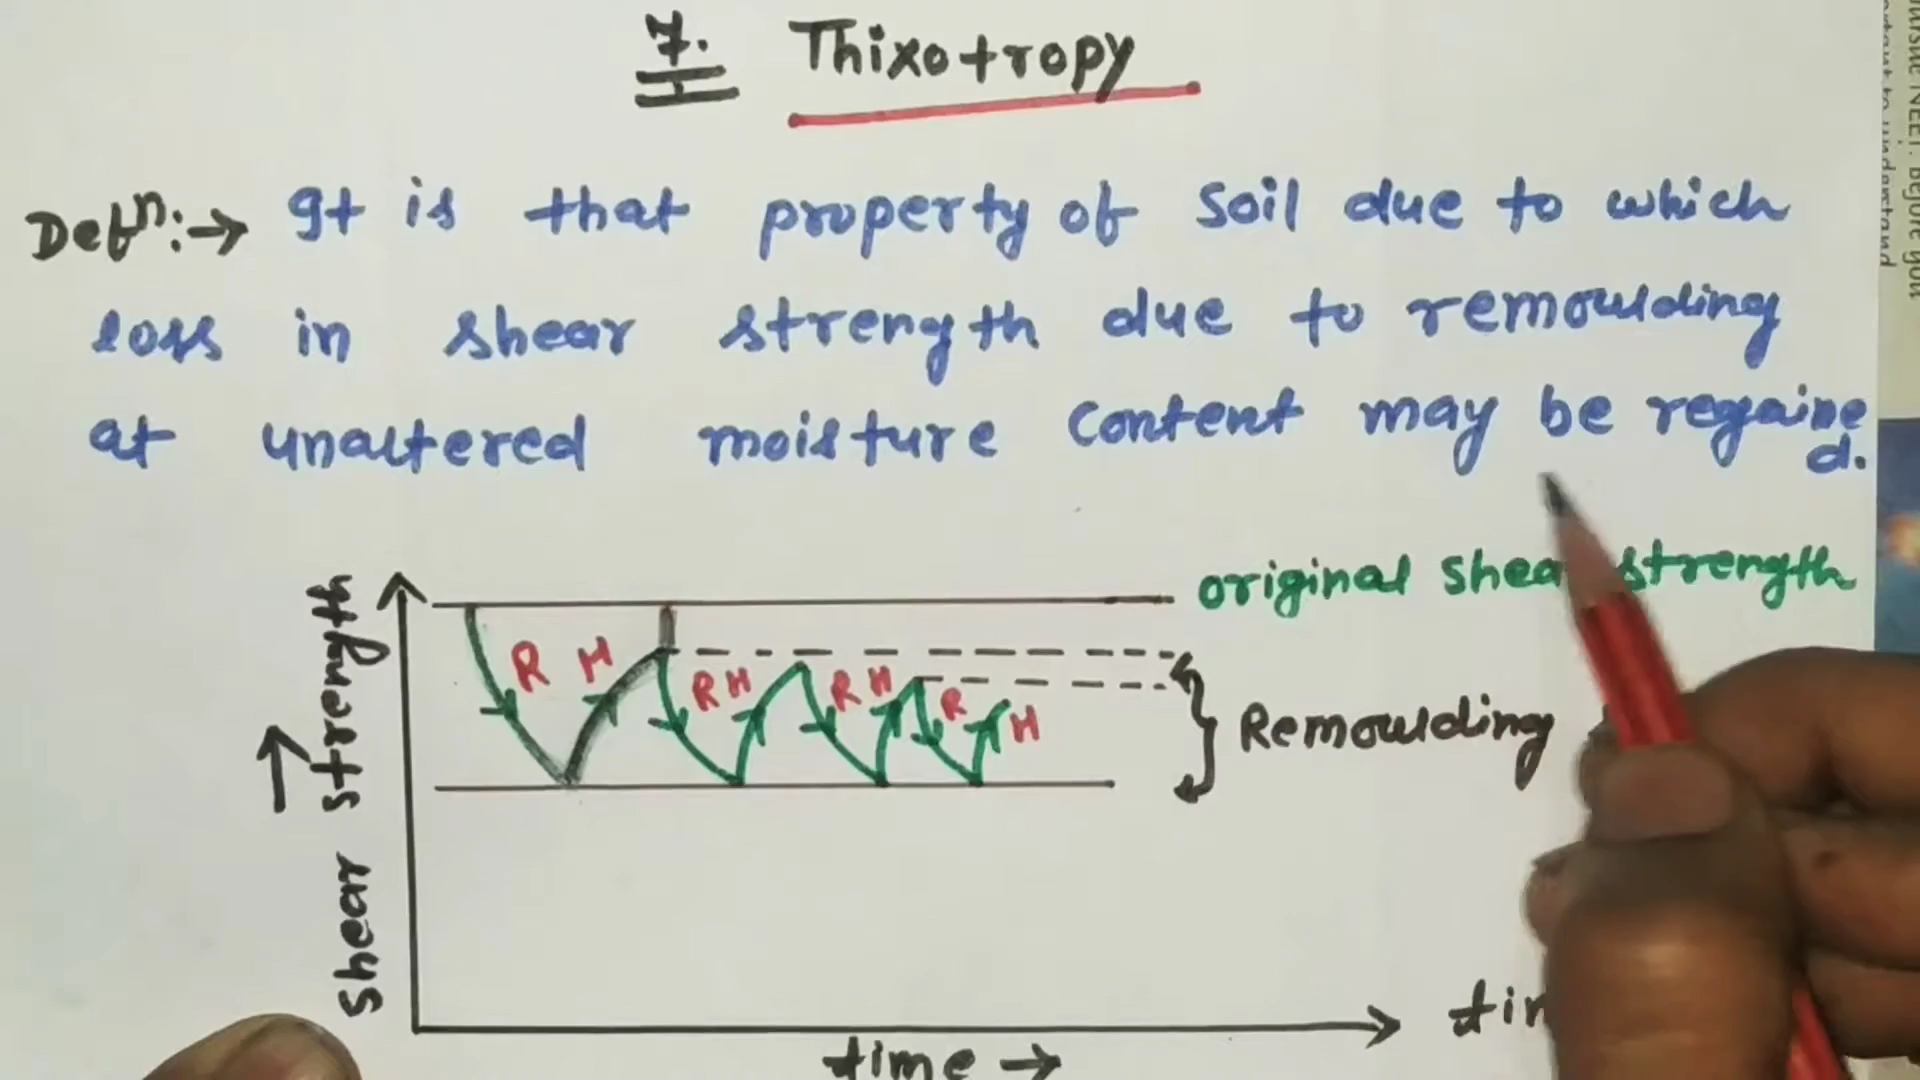 7. Thixotropy
Defn:→ It is that property of soil due to which
loss in shear strength due to remoulding
at unaltered moisture content may be regained.
original shear strength
R H R H R H R H
Remoulding
Shear strength →
time →